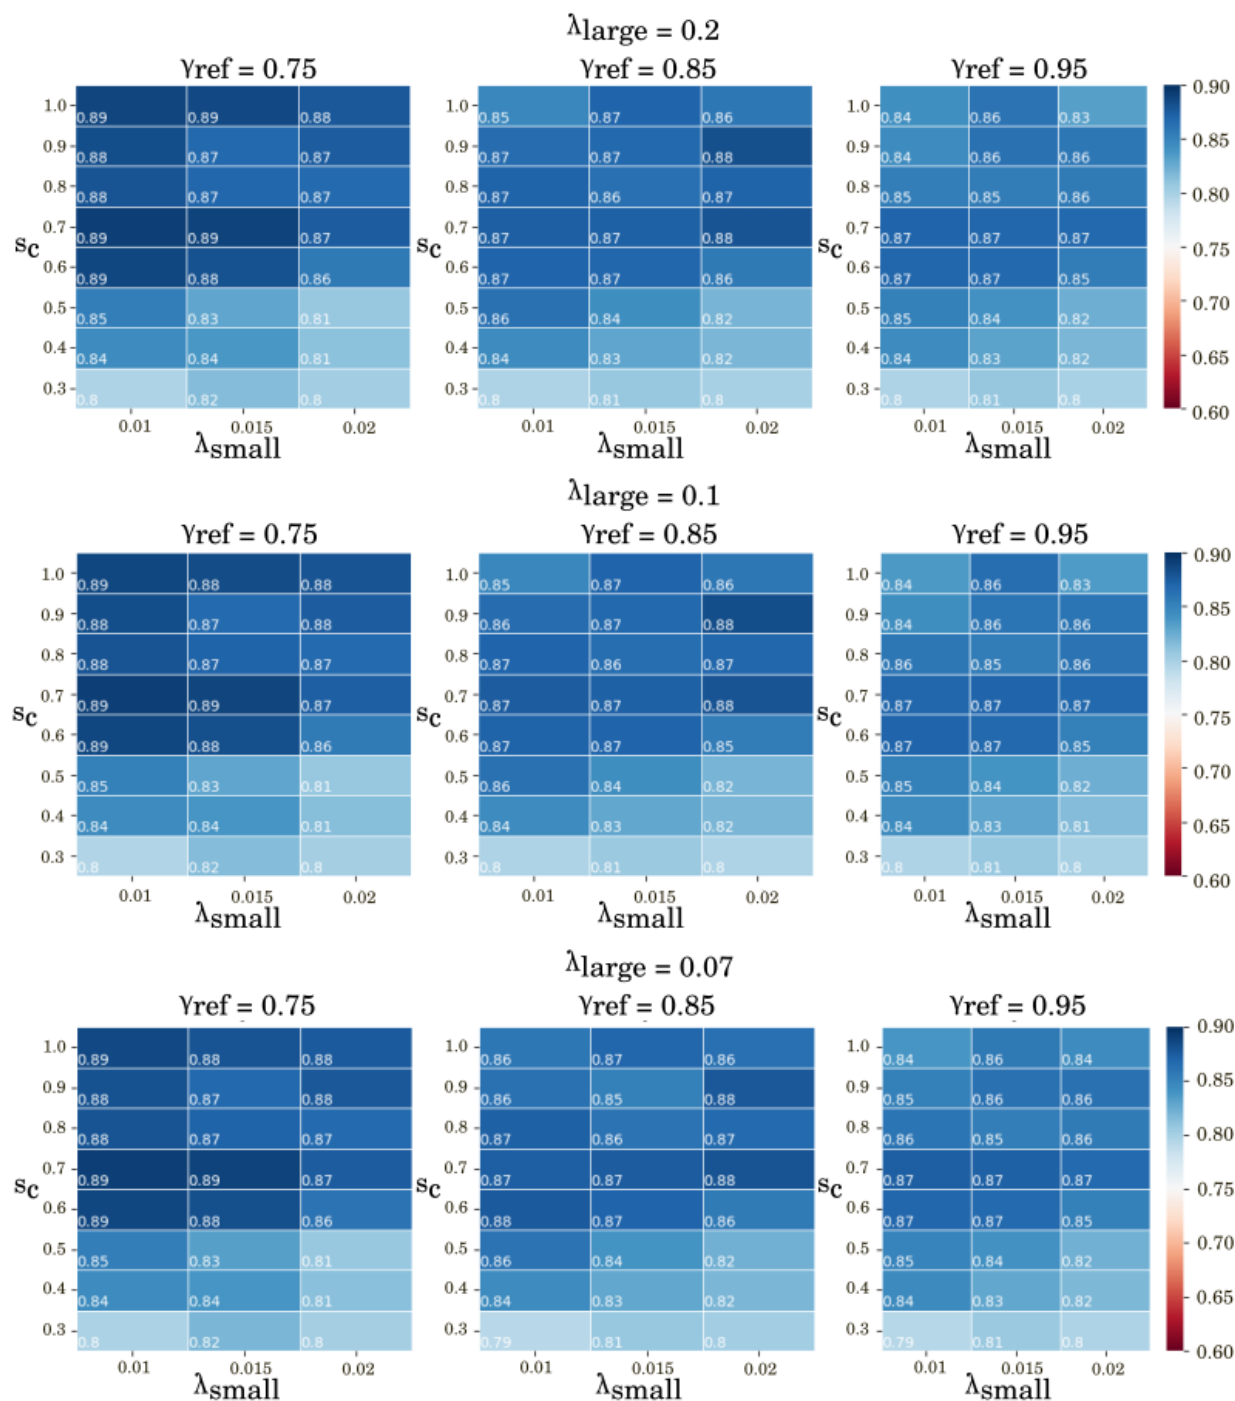 λlarge = 0.2
γref = 0.75 γref = 0.85 γref = 0.95
1.0 0.89 0.89 0.88 0.85 0.87 0.86 0.84 0.86 0.83 0.90
0.9 0.88 0.87 0.87 0.87 0.87 0.88 0.84 0.86 0.86 0.85
0.8 0.88 0.87 0.87 0.87 0.86 0.87 0.85 0.85 0.86 0.80
0.7 0.89 0.89 0.87 0.87 0.87 0.88 0.87 0.87 0.87
sc sc sc 0.75
0.6 0.89 0.88 0.86 0.87 0.87 0.86 0.87 0.87 0.85
0.5 0.85 0.83 0.81 0.86 0.84 0.82 0.85 0.84 0.82 0.70
0.4 0.84 0.84 0.81 0.84 0.83 0.82 0.84 0.83 0.82 0.65
0.3 0.8 0.82 0.8 0.8 0.81 0.8 0.8 0.81 0.8 0.60
0.01 0.015 0.02 0.01 0.015 0.02 0.01 0.015 0.02
λsmall λsmall λsmall
λlarge = 0.1
γref = 0.75 γref = 0.85 γref = 0.95
1.0 0.89 0.88 0.88 0.85 0.87 0.86 0.84 0.86 0.83 0.90
0.9 0.88 0.87 0.88 0.86 0.87 0.88 0.84 0.86 0.86 0.85
0.8 0.88 0.87 0.87 0.87 0.86 0.87 0.86 0.85 0.86 0.80
0.7 0.89 0.89 0.87 0.87 0.87 0.88 0.87 0.87 0.87
sc sc sc 0.75
0.6 0.89 0.88 0.86 0.87 0.87 0.85 0.87 0.87 0.85
0.5 0.85 0.83 0.81 0.86 0.84 0.82 0.85 0.84 0.82 0.70
0.4 0.84 0.84 0.81 0.84 0.83 0.82 0.84 0.83 0.81 0.65
0.3 0.8 0.82 0.8 0.8 0.81 0.8 0.8 0.81 0.8 0.60
0.01 0.015 0.02 0.01 0.015 0.02 0.01 0.015 0.02
λsmall λsmall λsmall
λlarge = 0.07
γref = 0.75 γref = 0.85 γref = 0.95
1.0 0.89 0.88 0.88 0.86 0.87 0.86 0.84 0.86 0.84 0.90
0.9 0.88 0.87 0.88 0.86 0.85 0.88 0.85 0.86 0.86 0.85
0.8 0.88 0.87 0.87 0.87 0.86 0.87 0.86 0.85 0.86 0.80
0.7 0.89 0.89 0.87 0.87 0.87 0.88 0.87 0.87 0.87
sc sc sc 0.75
0.6 0.89 0.88 0.86 0.88 0.87 0.86 0.87 0.87 0.85
0.5 0.85 0.83 0.81 0.86 0.84 0.82 0.85 0.84 0.82 0.70
0.4 0.84 0.84 0.81 0.84 0.83 0.82 0.84 0.83 0.82 0.65
0.3 0.8 0.82 0.8 0.79 0.81 0.8 0.79 0.81 0.8 0.60
0.01 0.015 0.02 0.01 0.015 0.02 0.01 0.015 0.02
λsmall λsmall λsmall